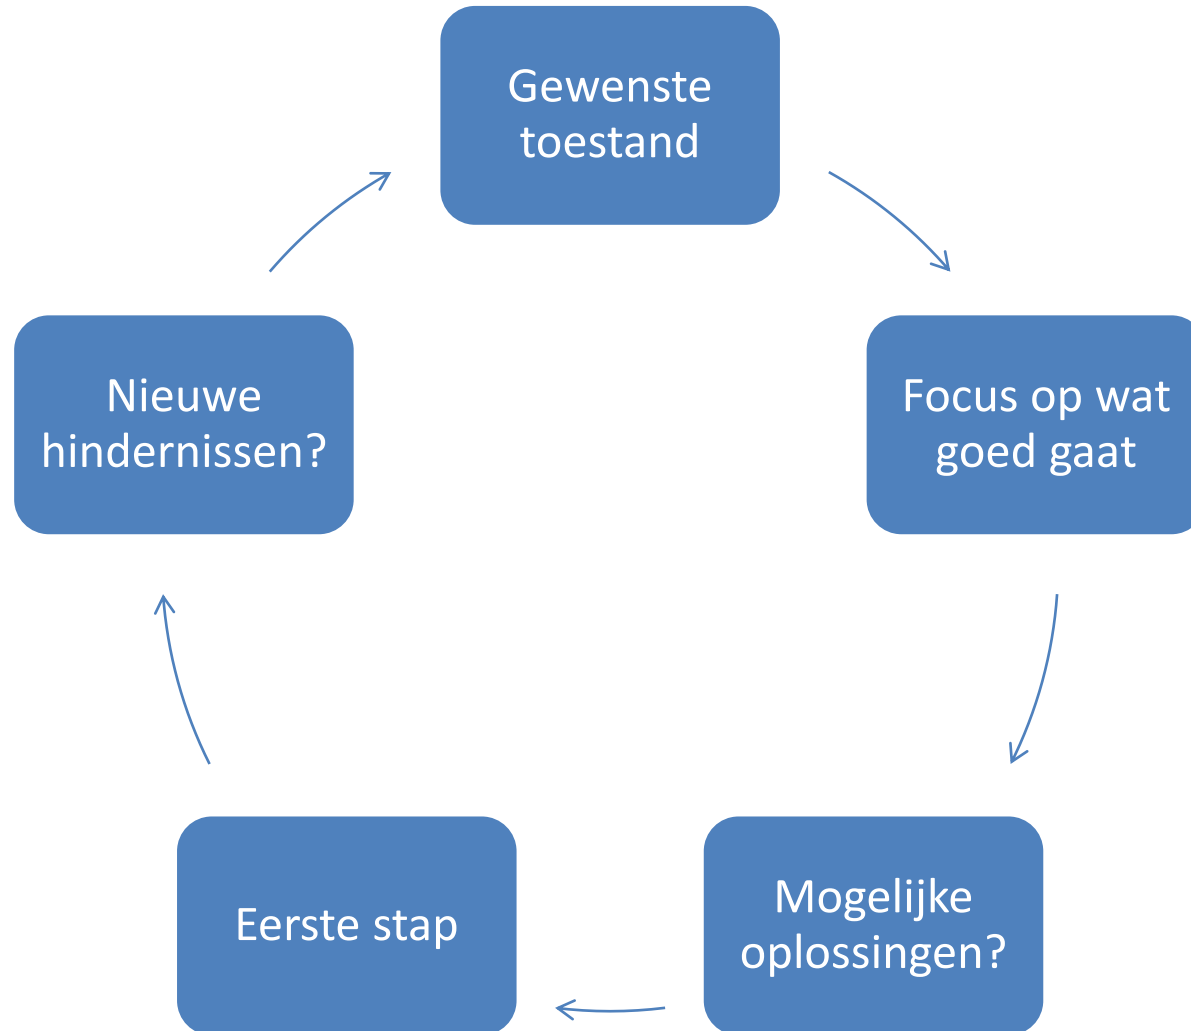 Gewenste
toestand
Focus op wat
goed gaat
Mogelijke
oplossingen?
Eerste stap
Nieuwe
hindernissen?